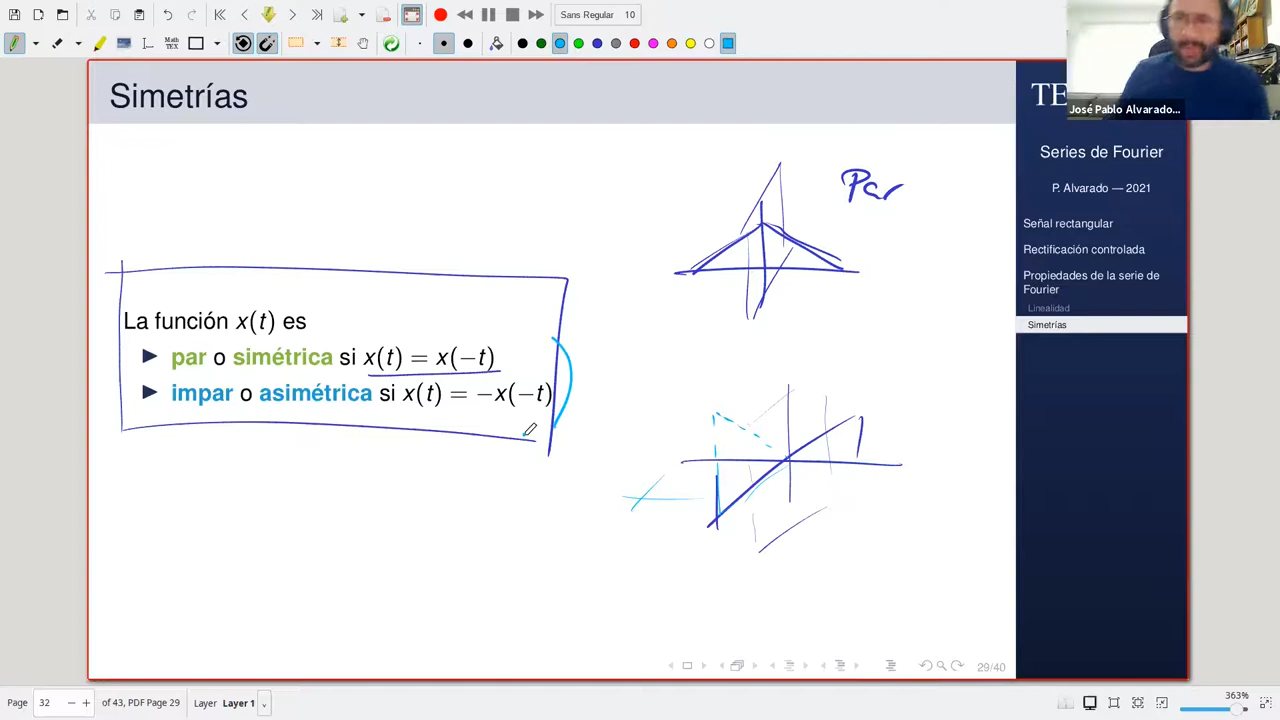 Sans Regular 10
Math
TEX
Simetrías
TE
José Pablo Alvarado...
Series de Fourier
P. Alvarado — 2021
Señal rectangular
Rectificación controlada
Propiedades de la serie de
Fourier
Linealidad
Simetrías
Par
La función x(t) es
par o simétrica si x(t) = x(−t)
impar o asimétrica si x(t) = −x(−t)
29/40
Page 32 of 43, PDF Page 29 Layer Layer 1
363%